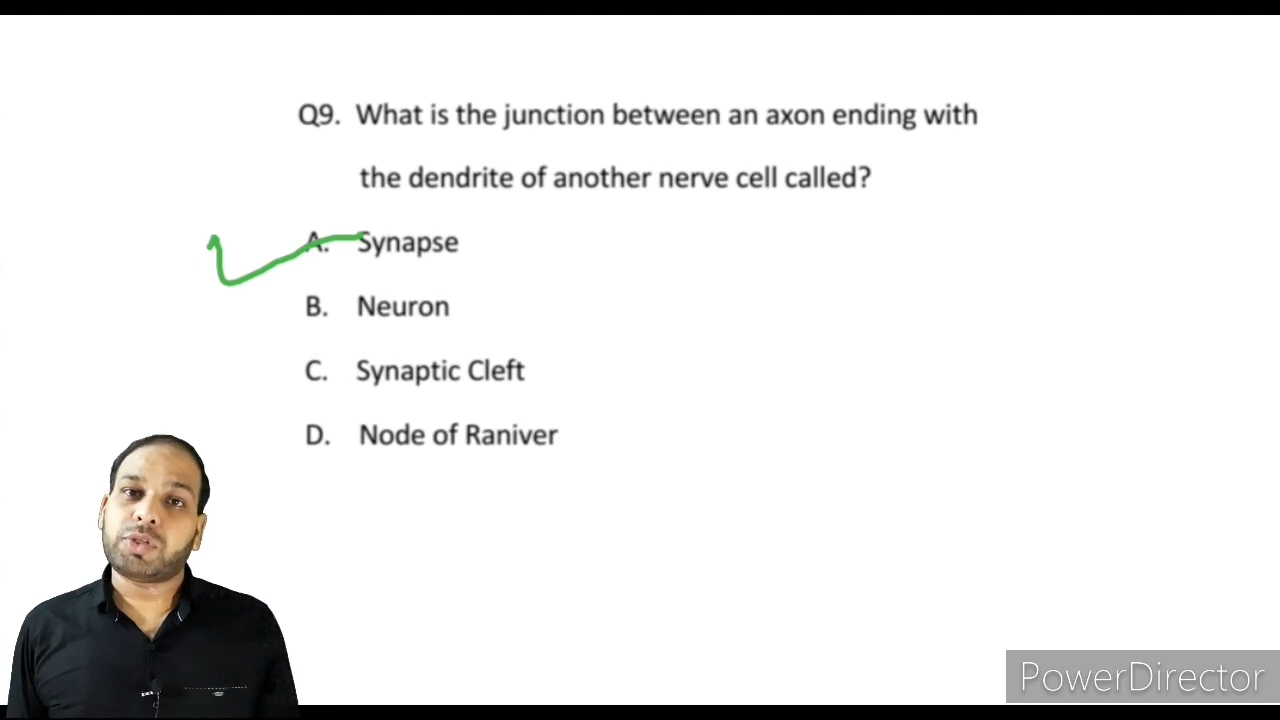 Q9. What is the junction between an axon ending with
the dendrite of another nerve cell called?
A. Synapse
B. Neuron
C. Synaptic Cleft
D. Node of Raniver
PowerDirector